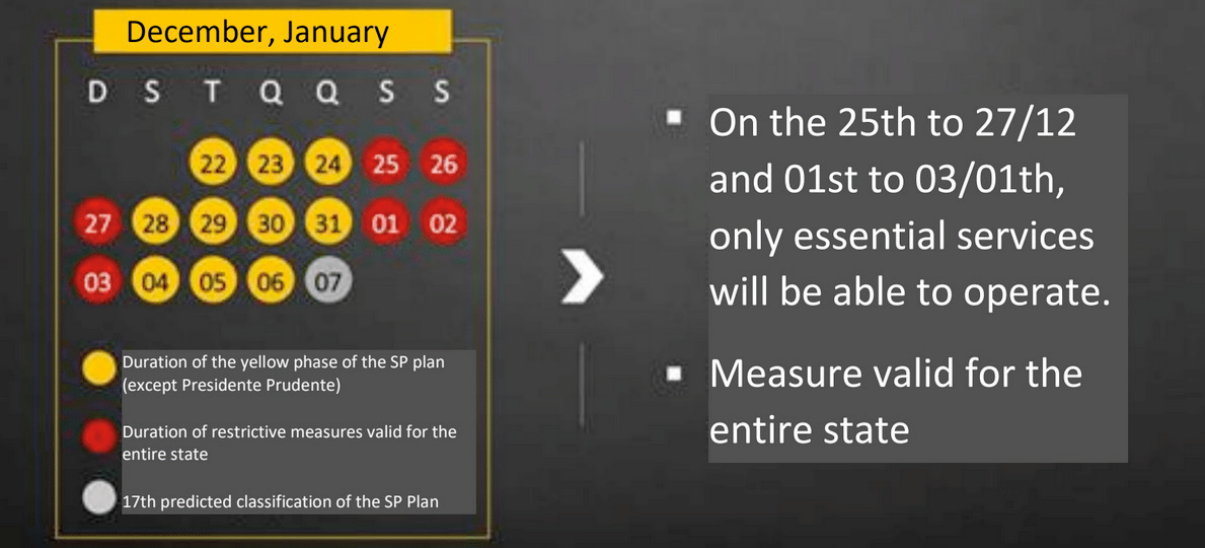 December, January
D S T Q Q S S
22 23 24 25 26
27 28 29 30 31 01 02
03 04 05 06 07
Duration of the yellow phase of the SP plan
(except Presidente Prudente)
Duration of restrictive measures valid for the
entire state
17th predicted classification of the SP Plan
On the 25th to 27/12
and 01st to 03/01th,
only essential services
will be able to operate.
Measure valid for the
entire state